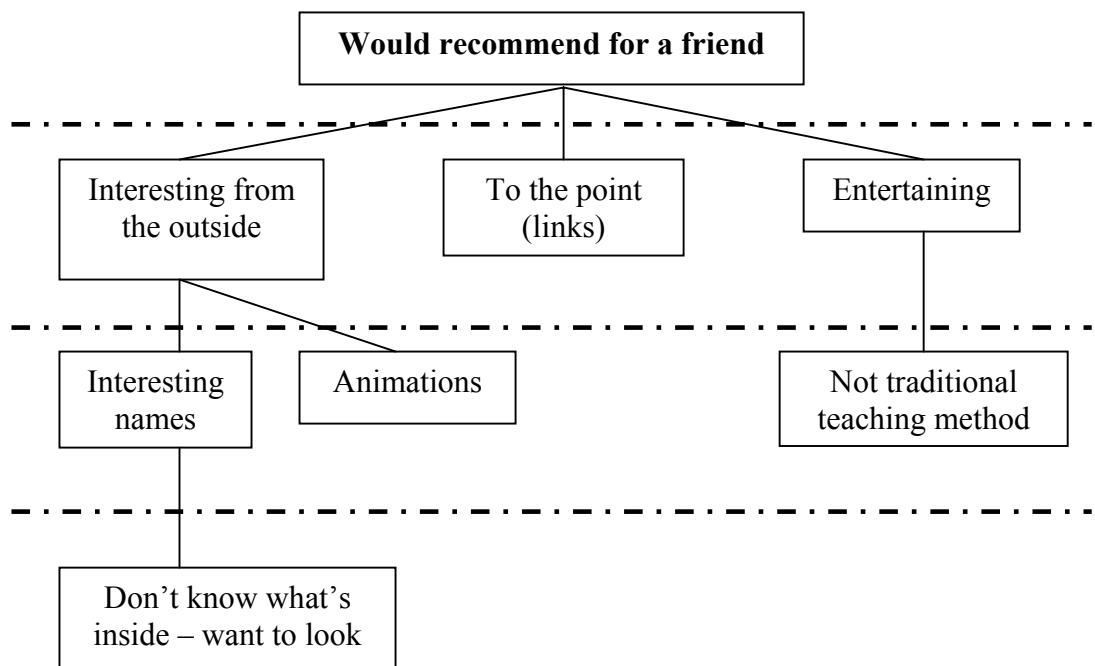 Would recommend for a friend
Interesting from
the outside
To the point
(links)
Entertaining
Interesting
names
Animations
Not traditional
teaching method
Don’t know what’s
inside – want to look